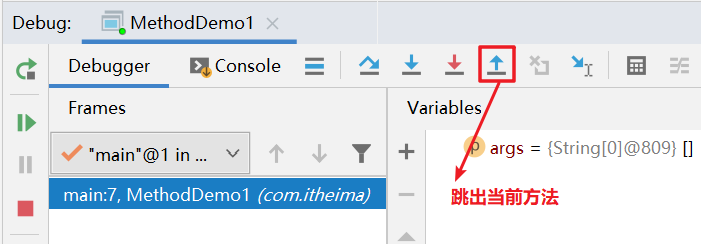 Debug: MethodDemo1
Debugger Console
Frames
Variables
"main"@1 in ...
p args = {String[0]@809} []
main:7, MethodDemo1 (com.itheima)
跳出当前方法